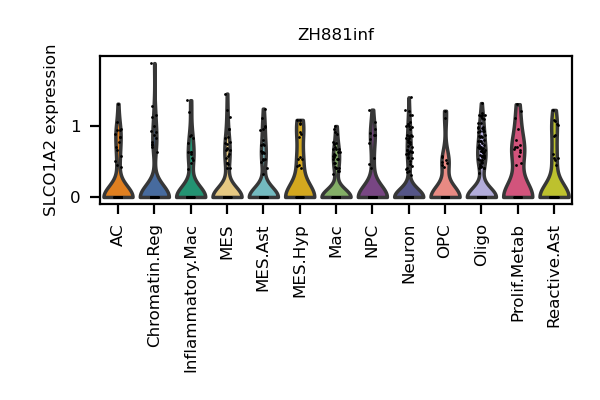 ZH881inf
SLCO1A2 expression
1
0
AC
Chromatin.Reg
Inflammatory.Mac
MES
MES.Ast
MES.Hyp
Mac
NPC
Neuron
OPC
Oligo
Prolif.Metab
Reactive.Ast